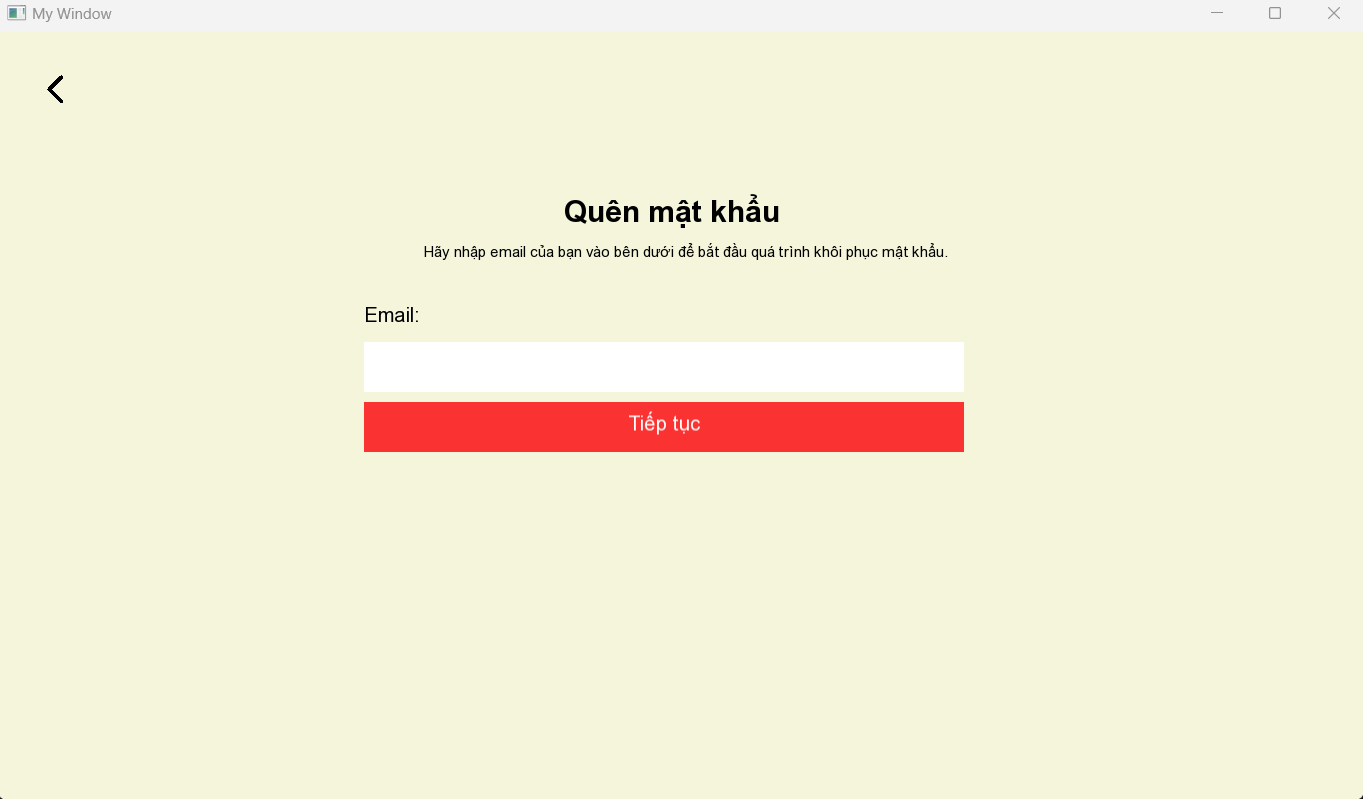 My Window
Quên mật khẩu
Hãy nhập email của bạn vào bên dưới để bắt đầu quá trình khôi phục mật khẩu.
Email:
Tiếp tục